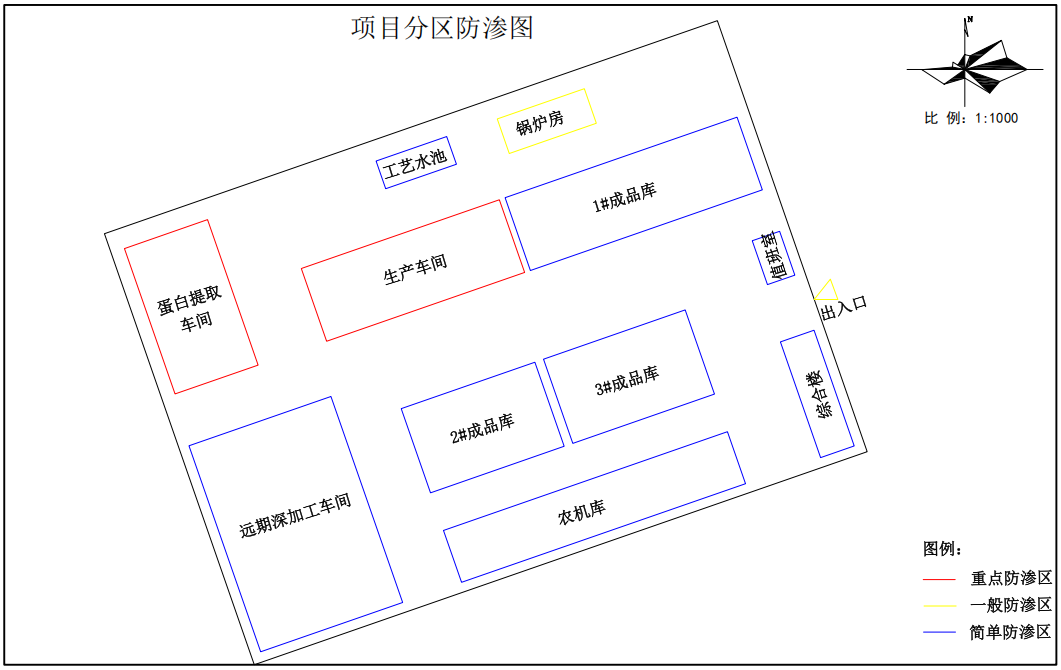 项目分区防渗图
N
比 例: 1:1000
锅炉房
工艺水池
1#成品库
生产车间
值班室
蛋白提取
车间
出入口
3#成品库
2#成品库
综合楼
远期深加工车间
农机库
图例:
重点防渗区
一般防渗区
简单防渗区